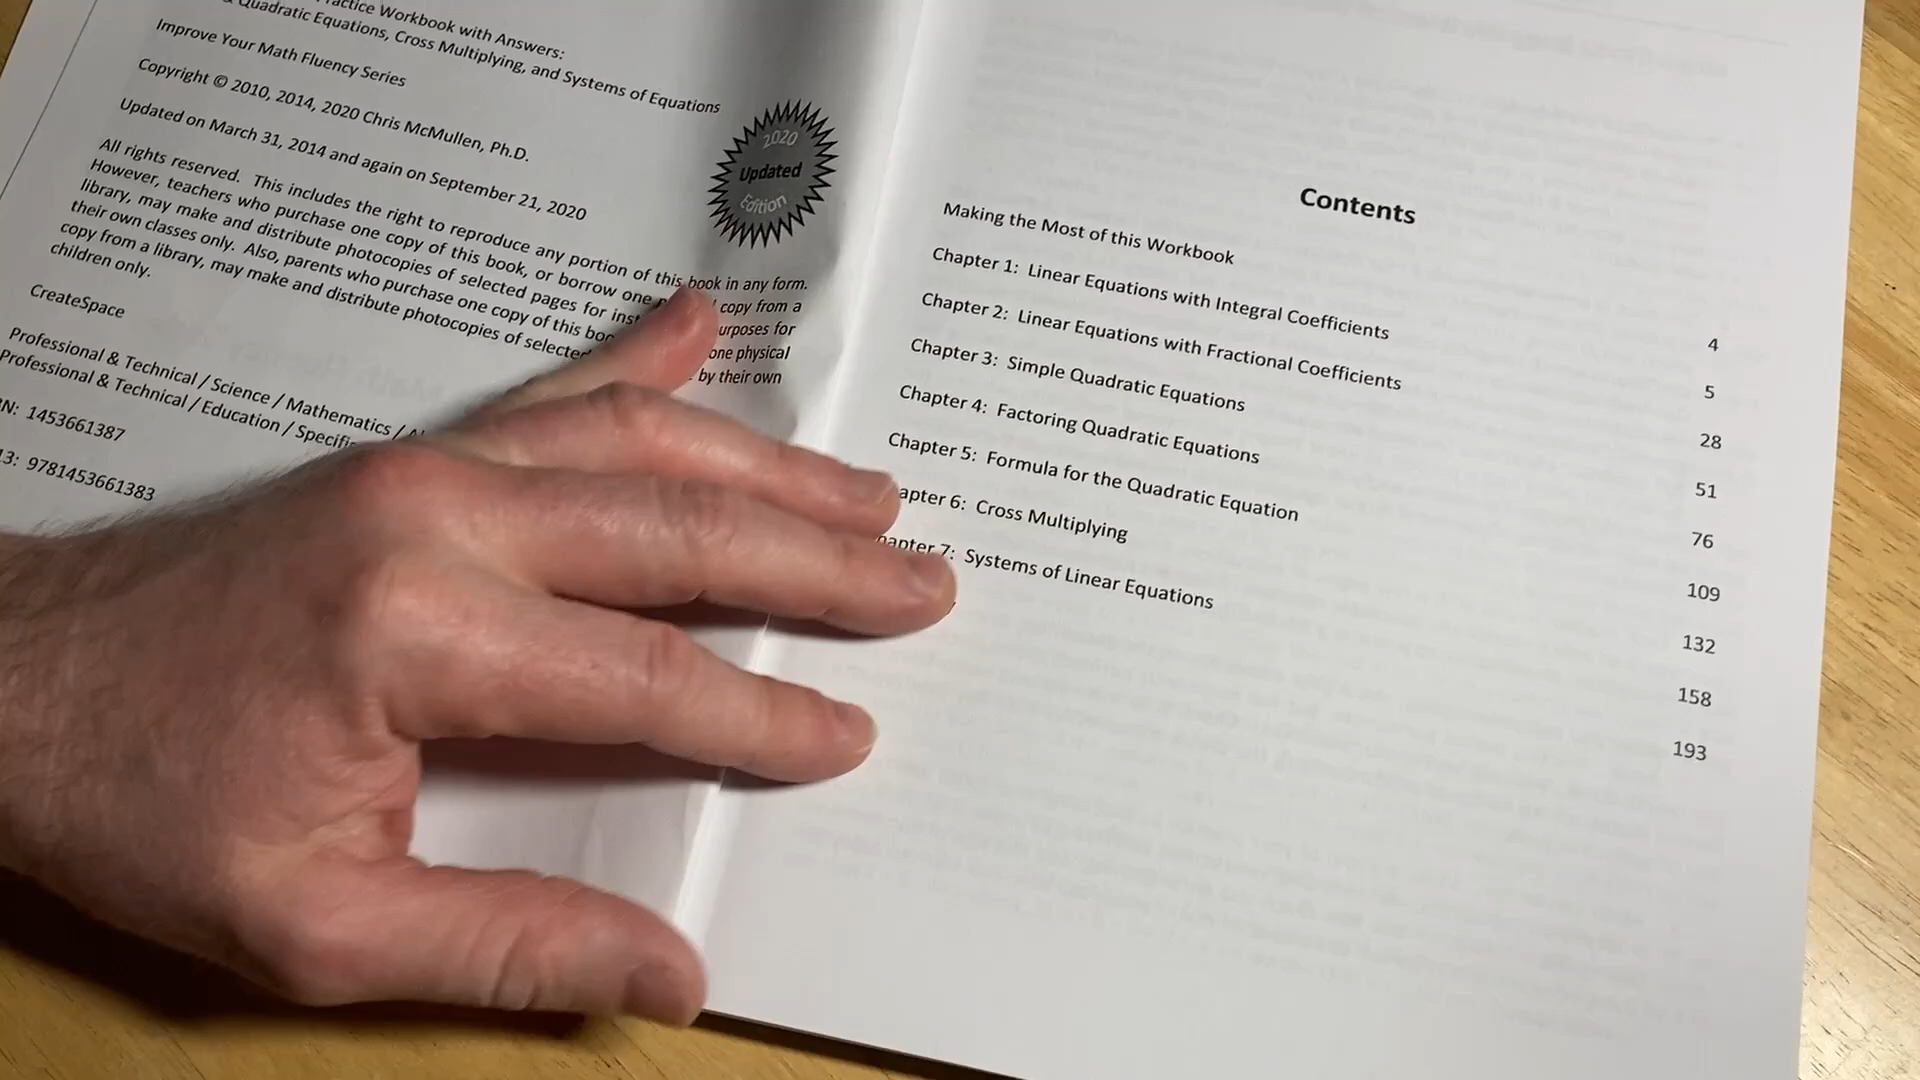 Practice Workbook with Answers:
Quadratic Equations, Cross Multiplying, and Systems of Equations
Improve Your Math Fluency Series
Copyright © 2010, 2014, 2020 Chris McMullen, Ph.D.
Updated on March 31, 2014 and again on September 21, 2020
All rights reserved. This includes the right to reproduce any portion of this book in any form.
However, teachers who purchase one copy of this book, or borrow one copy from a
library, may make and distribute photocopies of selected pages for urposes for
their own classes only. Also, parents who purchase one copy of this one physical
copy from a library, may make and distribute photocopies of selected by their own
children only.
CreateSpace
Professional & Technical / Science / Mathematics /
Professional & Technical / Education /
N: 1453661387
13: 9781453661383
2020
Updated
Edition
Contents
Making the Most of this Workbook 4
Chapter 1: Linear Equations with Integral Coefficients 5
Chapter 2: Linear Equations with Fractional Coefficients 28
Chapter 3: Simple Quadratic Equations 51
Chapter 4: Factoring Quadratic Equations 76
Chapter 5: Formula for the Quadratic Equation 109
apter 6: Cross Multiplying 132
hapter 7: Systems of Linear Equations 158
193